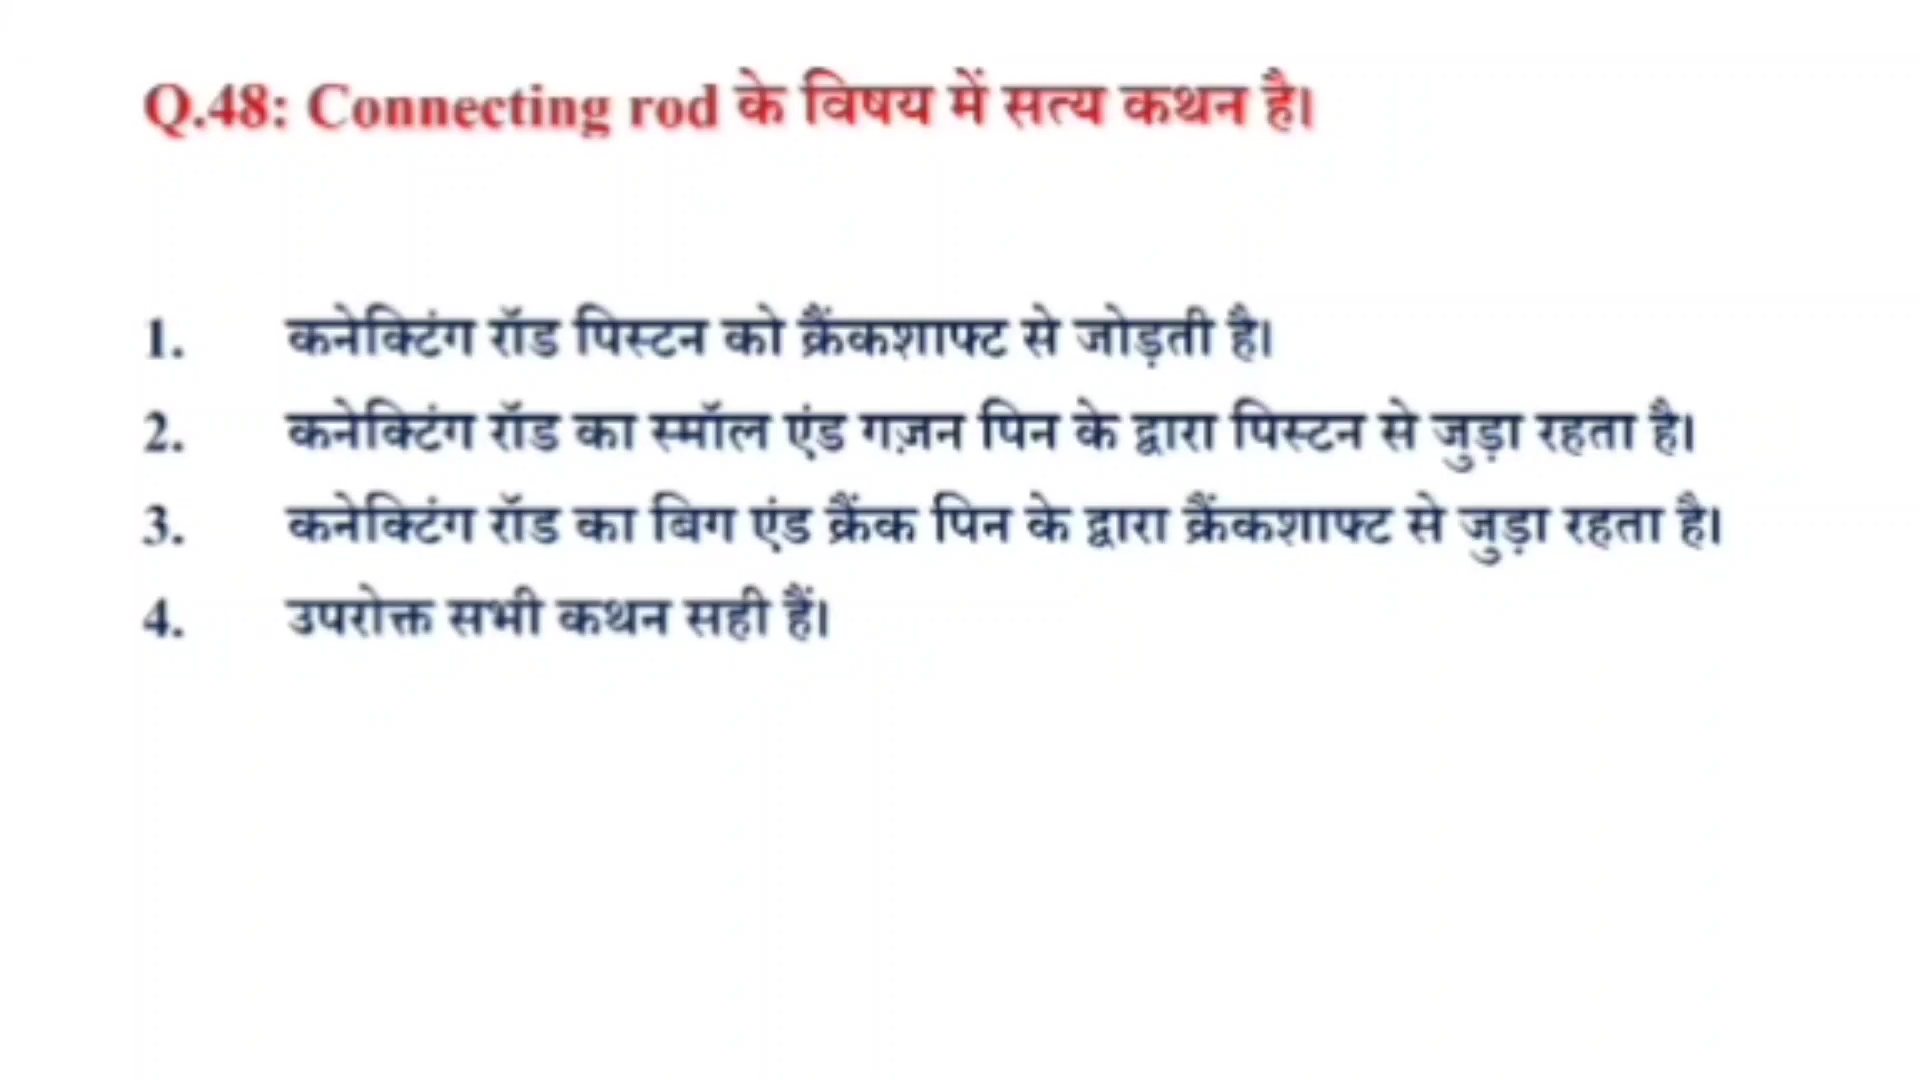 Q.48: Connecting rod के विषय में सत्य कथन है।
1. कनेक्टिंग रॉड पिस्टन को क्रैंकशाफ्ट से जोड़ती है।
2. कनेक्टिंग रॉड का स्मॉल एंड गज़न पिन के द्वारा पिस्टन से जुड़ा रहता है।
3. कनेक्टिंग रॉड का बिग एंड क्रैंक पिन के द्वारा क्रैंकशाफ्ट से जुड़ा रहता है।
4. उपरोक्त सभी कथन सही हैं।